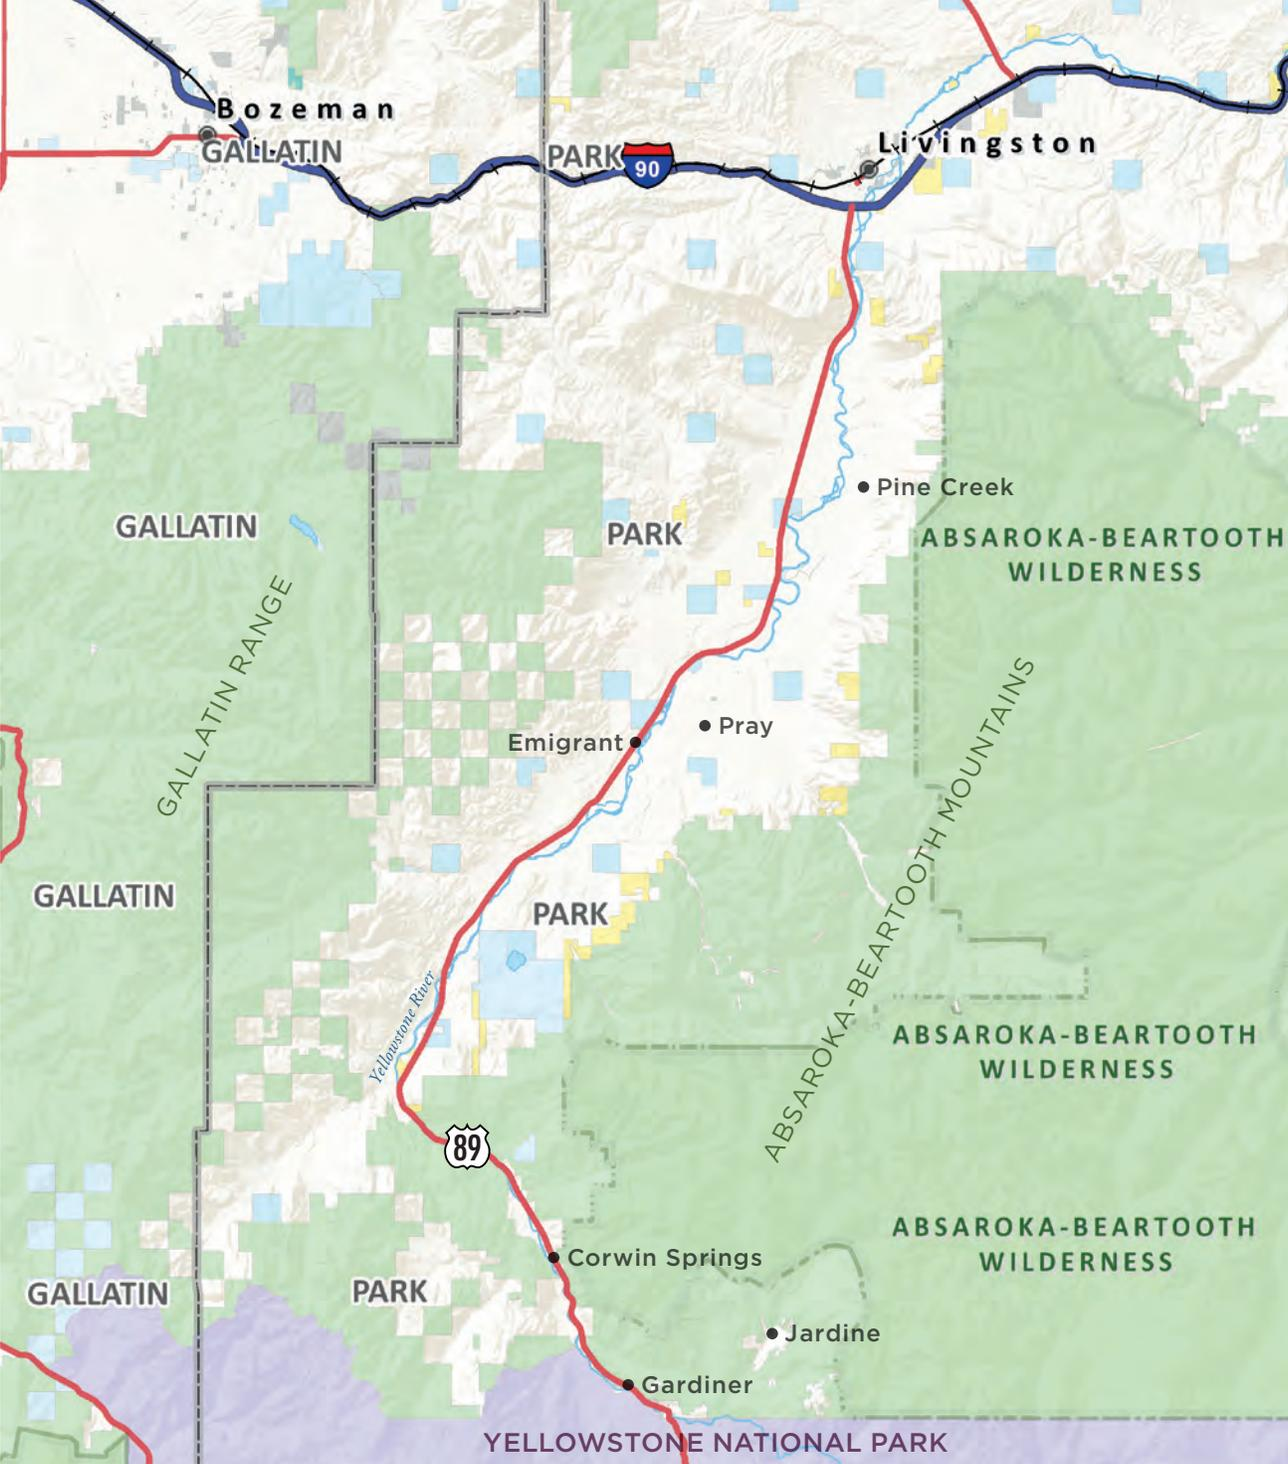 Bozeman
GALLATIN
PARK
90
Livingston
Pine Creek
GALLATIN
PARK
ABSAROKA-BEARTOOTH
WILDERNESS
GALLATIN RANGE
Emigrant
Pray
ABSAROKA-BEARTOOTH MOUNTAINS
GALLATIN
PARK
Yellowstone River
ABSAROKA-BEARTOOTH
WILDERNESS
89
ABSAROKA-BEARTOOTH
WILDERNESS
Corwin Springs
GALLATIN
PARK
Jardine
Gardiner
YELLOWSTONE NATIONAL PARK